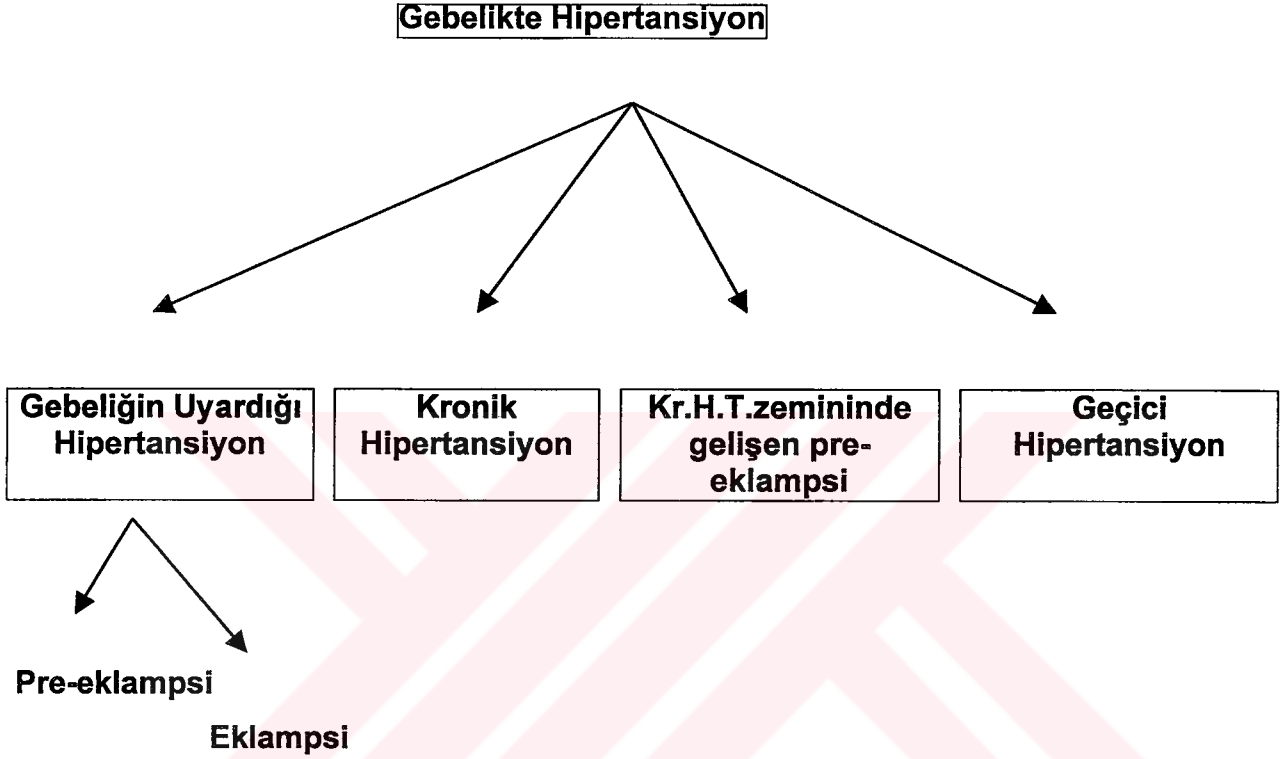 Gebelikte Hipertansiyon
Gebeliğin Uyardığı
Hipertansiyon
Kronik
Hipertansiyon
Kr.H.T.zemininde
gelişen pre-
eklampsi
Geçici
Hipertansiyon
Pre-eklampsi
Eklampsi